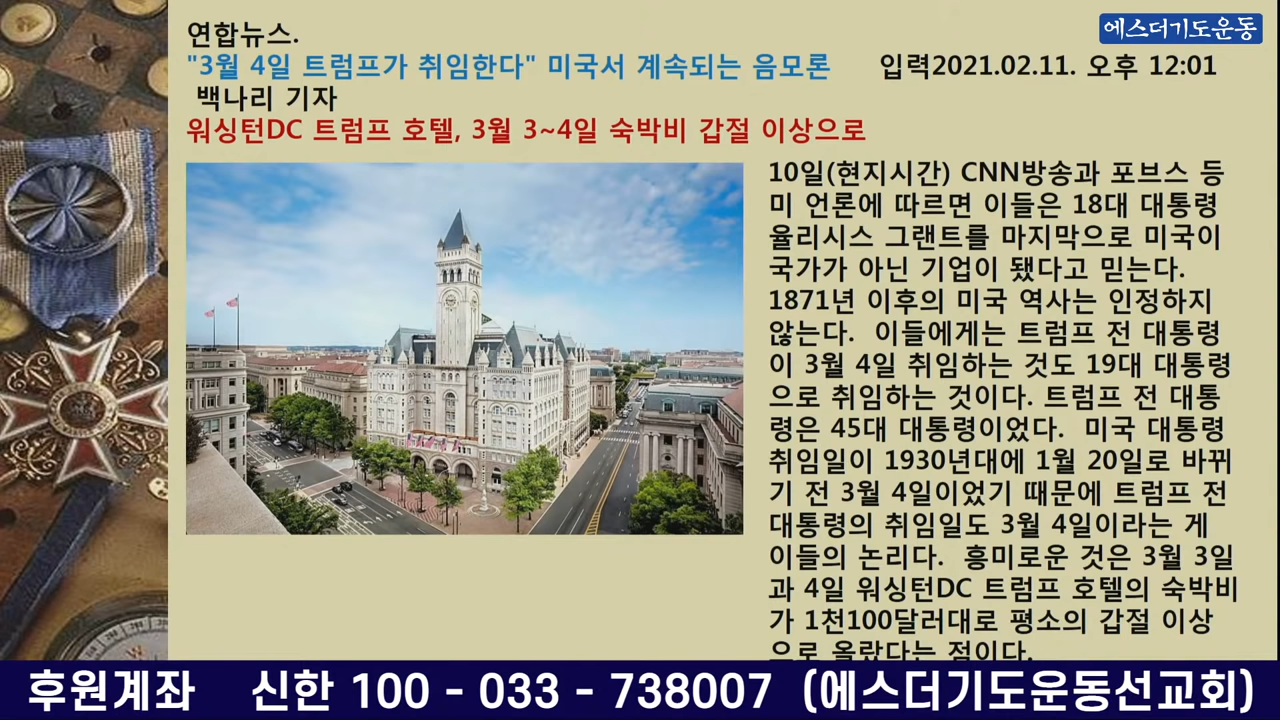 에스더기도운동
연합뉴스.
"3월 4일 트럼프가 취임한다" 미국서 계속되는 음모론 입력2021.02.11. 오후 12:01
백나리 기자
워싱턴DC 트럼프 호텔, 3월 3~4일 숙박비 갑절 이상으로
10일(현지시간) CNN방송과 포브스 등
미 언론에 따르면 이들은 18대 대통령
율리시스 그랜트를 마지막으로 미국이
국가가 아닌 기업이 됐다고 믿는다.
1871년 이후의 미국 역사는 인정하지
않는다. 이들에게는 트럼프 전 대통령
이 3월 4일 취임하는 것도 19대 대통령
으로 취임하는 것이다. 트럼프 전 대통
령은 45대 대통령이었다. 미국 대통령
취임일이 1930년대에 1월 20일로 바뀌
기 전 3월 4일이었기 때문에 트럼프 전
대통령의 취임일도 3월 4일이라는 게
이들의 논리다. 흥미로운 것은 3월 3일
과 4일 워싱턴DC 트럼프 호텔의 숙박비
가 1천100달러대로 평소의 갑절 이상
으로 올랐다는 점이다.
후원계좌 신한 100 - 033 - 738007 (에스더기도운동선교회)